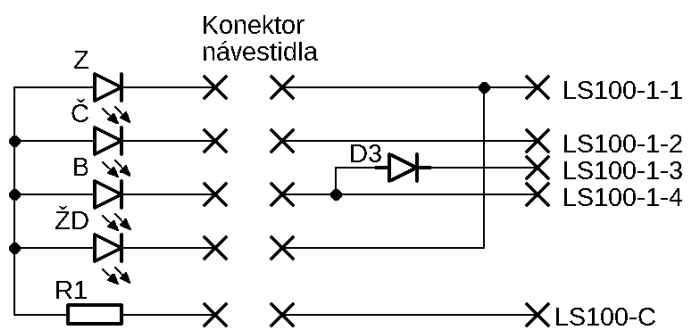 Konektor
návestidla
Z
LS100-1-1
Č
LS100-1-2
D3
LS100-1-3
B
LS100-1-4
ŽD
R1
LS100-C